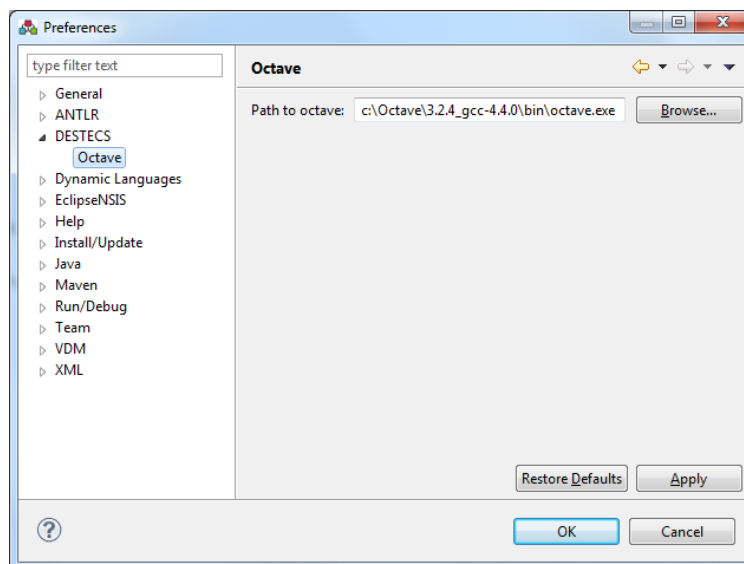 Preferences
type filter text
General
ANTLR
DESTECS
Octave
Dynamic Languages
EclipseNSIS
Help
Install/Update
Java
Maven
Run/Debug
Team
VDM
XML
Octave
Path to octave: c:\Octave\3.2.4_gcc-4.4.0\bin\octave.exe Browse...
Restore Defaults Apply
OK Cancel